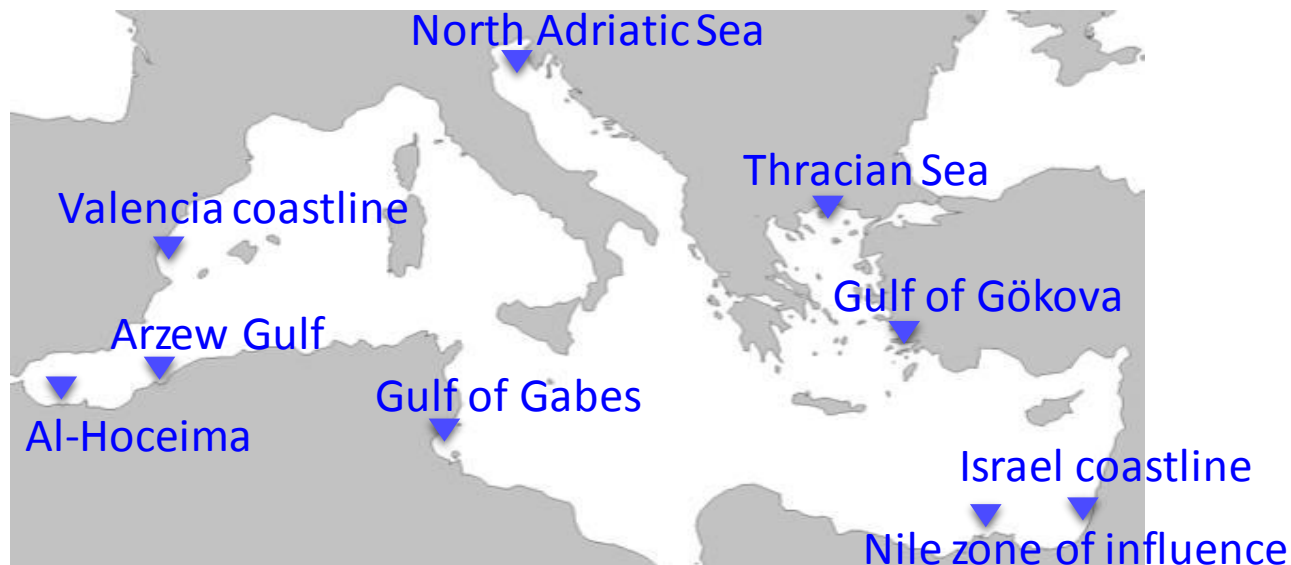 North Adriatic Sea
Thracian Sea
Valencia coastline
Gulf of Gökova
Arzew Gulf
Gulf of Gabes
Al-Hoceima
Israel coastline
Nile zone of influence